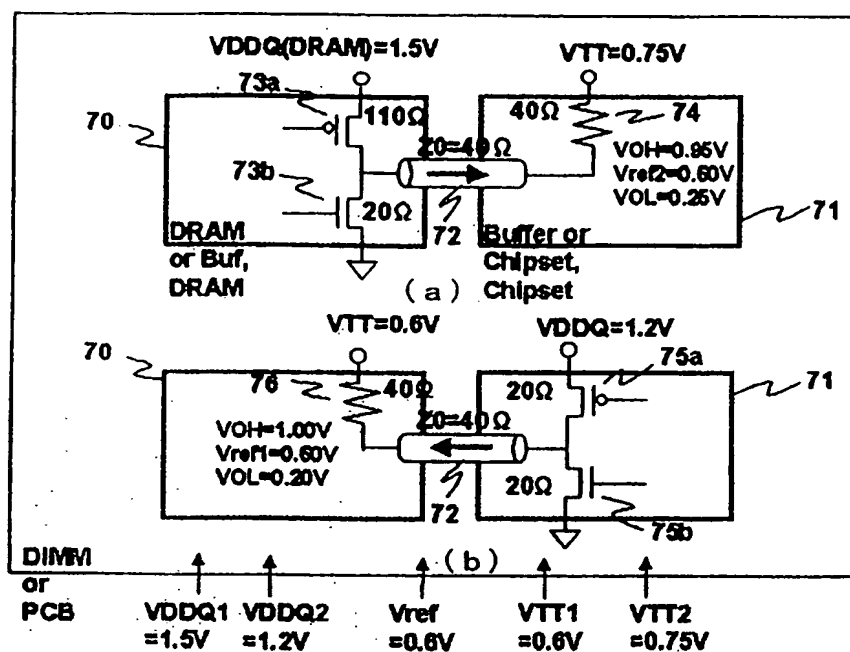 VDDQ(DRAM)=1.5V
VTT=0.75V
73a
70
110Ω
40Ω
74
Z0=40Ω
VOH=0.95V
Vref2=0.60V
VOL=0.25V
73b
20Ω
72
71
DRAM
or Buf,
DRAM
Buffer or
Chipset,
Chipset
(a)
VTT=0.6V
VDDQ=1.2V
70
75a
76
40Ω
20Ω
71
Z0=40Ω
VOH=1.00V
Vref1=0.60V
VOL=0.20V
20Ω
72
75b
(b)
DIMM
or
PCB
VDDQ1
=1.5V
VDDQ2
=1.2V
Vref
=0.6V
VTT1
=0.6V
VTT2
=0.75V